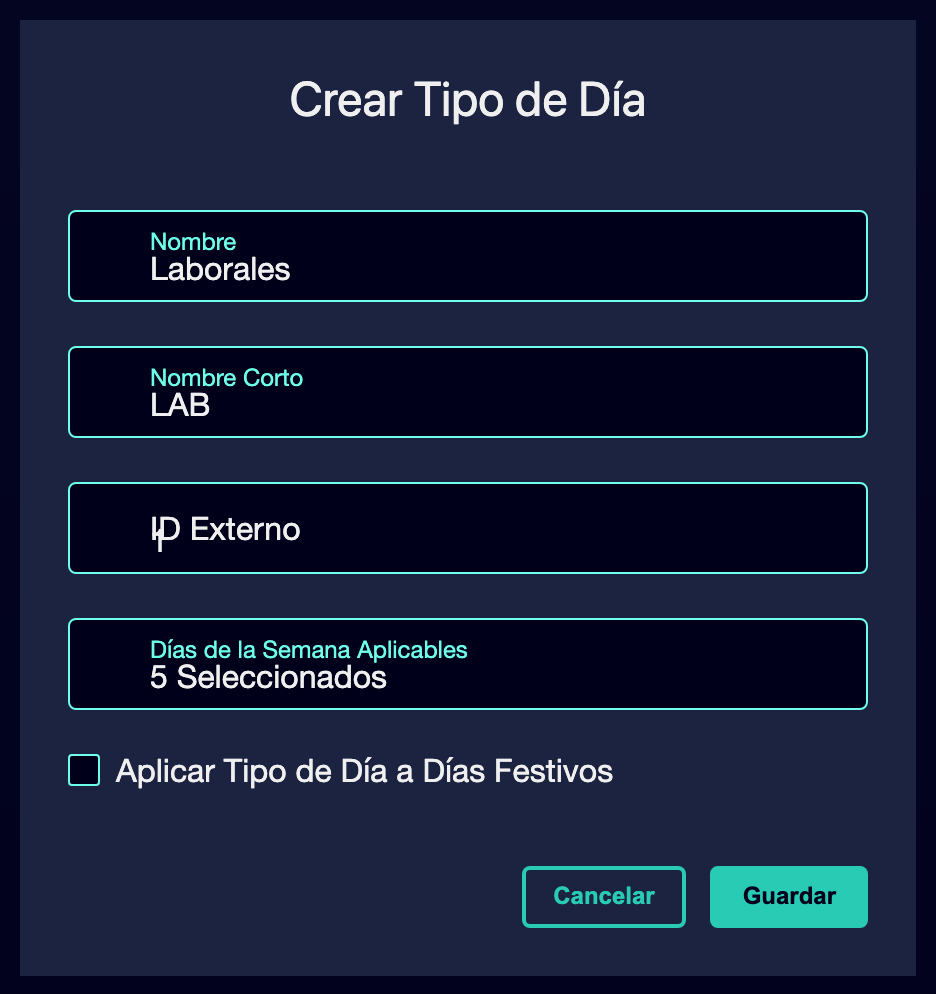 Crear Tipo de Día
Nombre
Laborales
Nombre Corto
LAB
ID Externo
Días de la Semana Aplicables
5 Seleccionados
Aplicar Tipo de Día a Días Festivos
Cancelar
Guardar